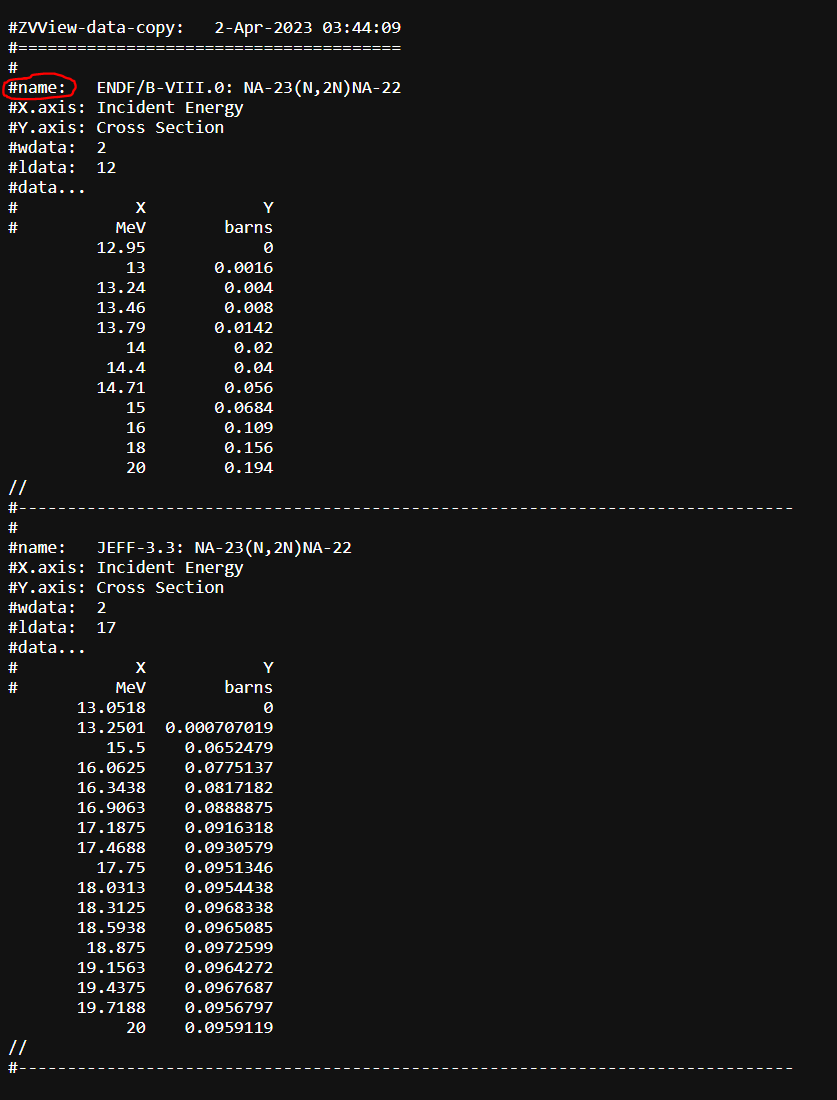 #ZVView-data-copy:   2-Apr-2023 03:44:09
#=======================================
#
#name:   ENDF/B-VIII.0: NA-23(N,2N)NA-22
#X.axis: Incident Energy
#Y.axis: Cross Section
#wdata:  2
#ldata:  12
#data...
#            X            Y
#          MeV        barns
         12.95            0
            13       0.0016
         13.24        0.004
         13.46        0.008
         13.79       0.0142
            14         0.02
          14.4         0.04
         14.71        0.056
            15       0.0684
            16        0.109
            18        0.156
            20        0.194
//
#-------------------------------------------------------------------------------
#
#name:   JEFF-3.3: NA-23(N,2N)NA-22
#X.axis: Incident Energy
#Y.axis: Cross Section
#wdata:  2
#ldata:  17
#data...
#            X            Y
#          MeV        barns
       13.0518            0
       13.2501  0.000707019
          15.5    0.0652479
       16.0625    0.0775137
       16.3438    0.0817182
       16.9063    0.0888875
       17.1875    0.0916318
       17.4688    0.0930579
         17.75    0.0951346
       18.0313    0.0954438
       18.3125    0.0968338
       18.5938    0.0965085
        18.875    0.0972599
       19.1563    0.0964272
       19.4375    0.0967687
       19.7188    0.0956797
            20    0.0959119
//
#-------------------------------------------------------------------------------